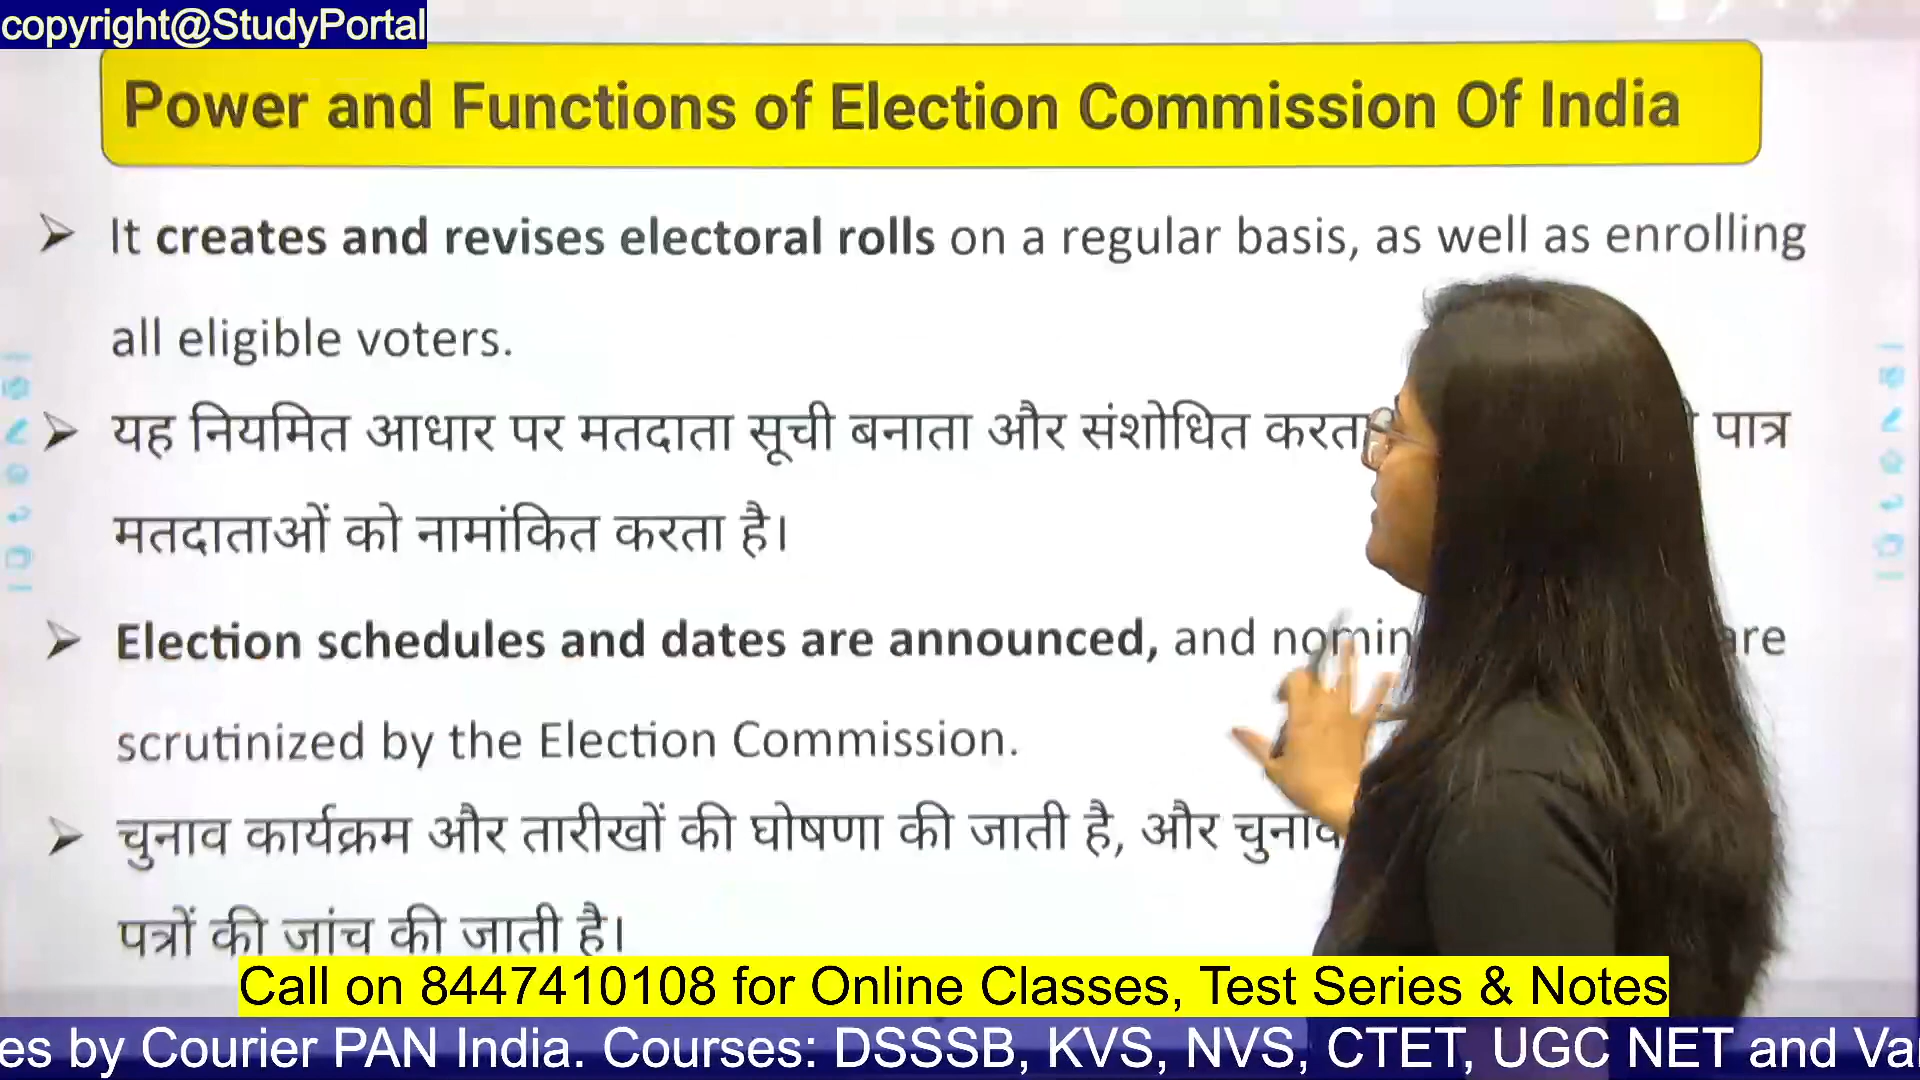 copyright@StudyPortal
Power and Functions of Election Commission Of India
It creates and revises electoral rolls on a regular basis, as well as enrolling
all eligible voters.
यह नियमित आधार पर मतदाता सूची बनाता और संशोधित करता पात्र
मतदाताओं को नामांकित करता है।
Election schedules and dates are announced, and are
scrutinized by the Election Commission.
चुनाव कार्यक्रम और तारीखों की घोषणा की जाती है, और चुनाव
पत्रों की जांच की जाती है।
Call on 8447410108 for Online Classes, Test Series & Notes
by Courier PAN India. Courses: DSSSB, KVS, NVS, CTET, UGC NET and